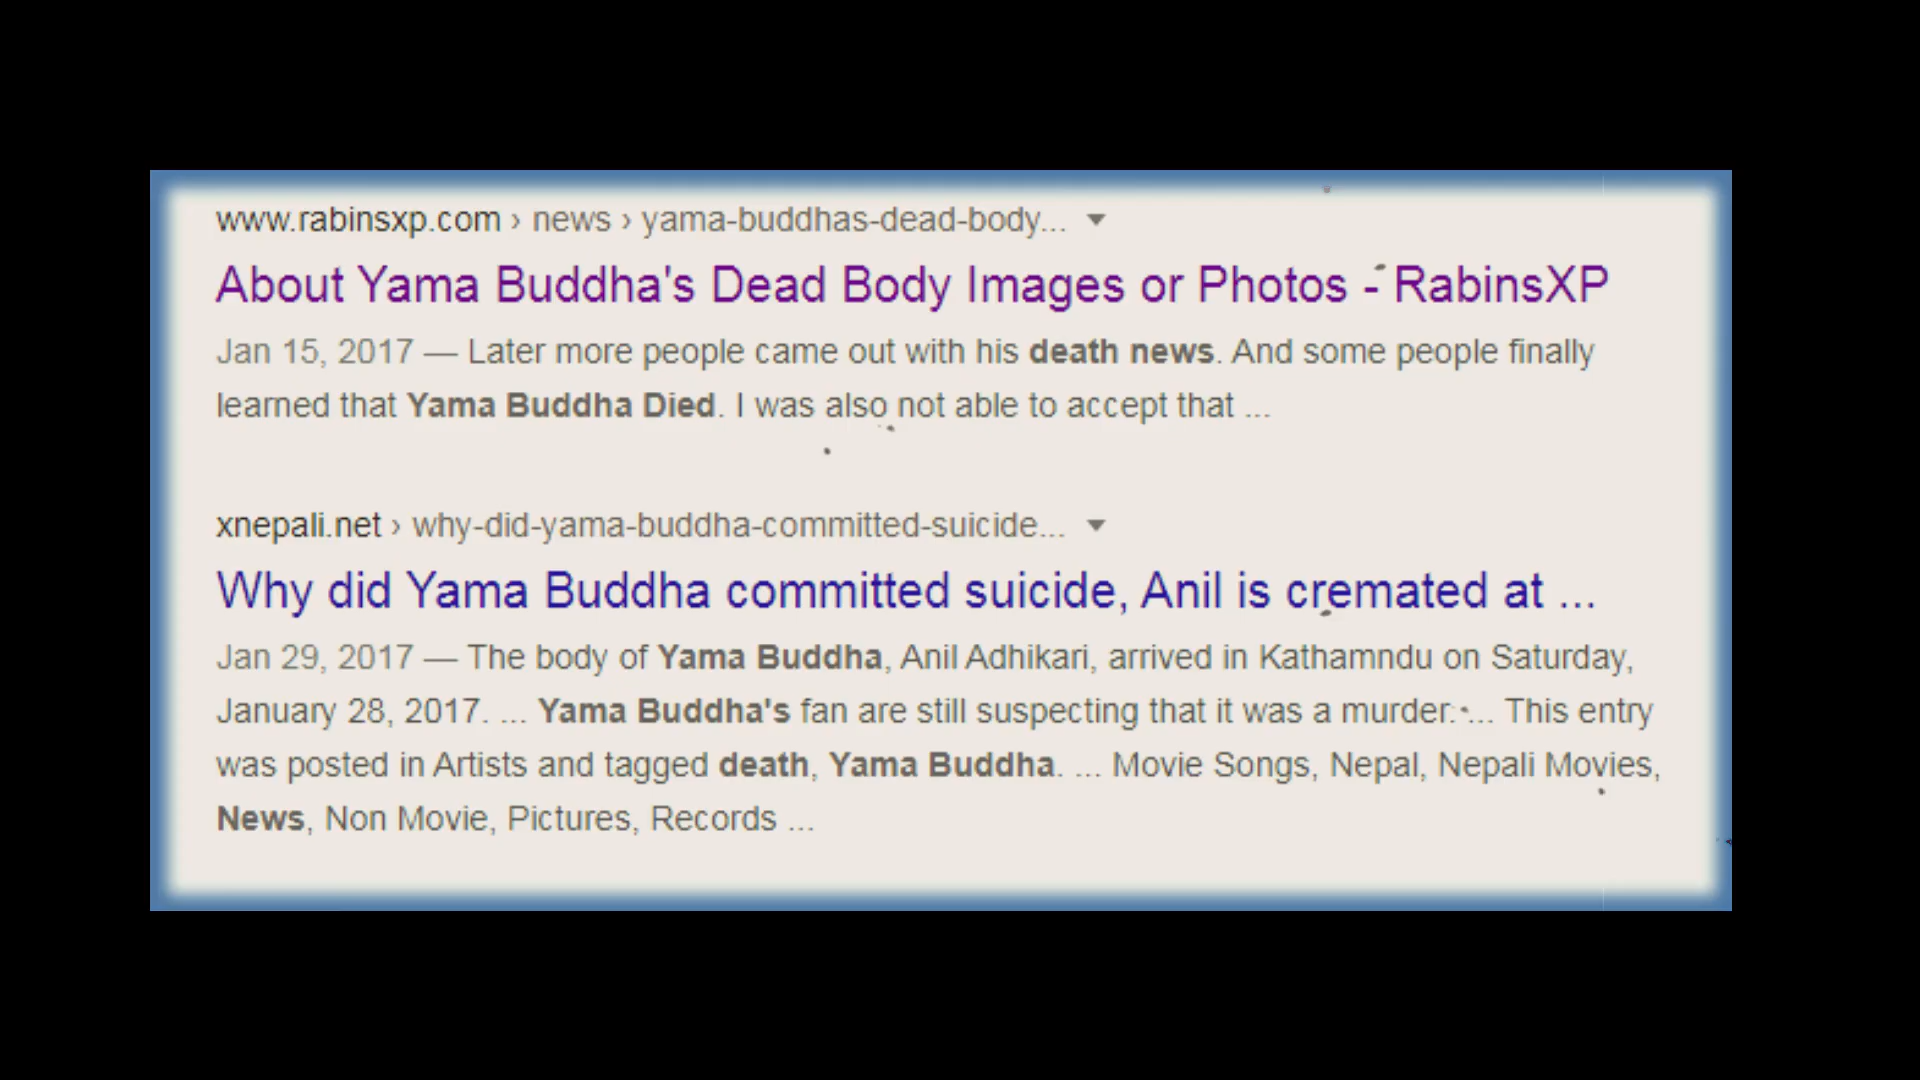 www.rabinsxp.com › news › yama-buddhas-dead-body...
About Yama Buddha's Dead Body Images or Photos - RabinsXP
Jan 15, 2017 — Later more people came out with his death news. And some people finally
learned that Yama Buddha Died. I was also not able to accept that ...
xnepali.net › why-did-yama-buddha-committed-suicide...
Why did Yama Buddha committed suicide, Anil is cremated at ...
Jan 29, 2017 — The body of Yama Buddha, Anil Adhikari, arrived in Kathamndu on Saturday,
January 28, 2017. ... Yama Buddha's fan are still suspecting that it was a murder. ... This entry
was posted in Artists and tagged death, Yama Buddha. ... Movie Songs, Nepal, Nepali Movies,
News, Non Movie, Pictures, Records ...